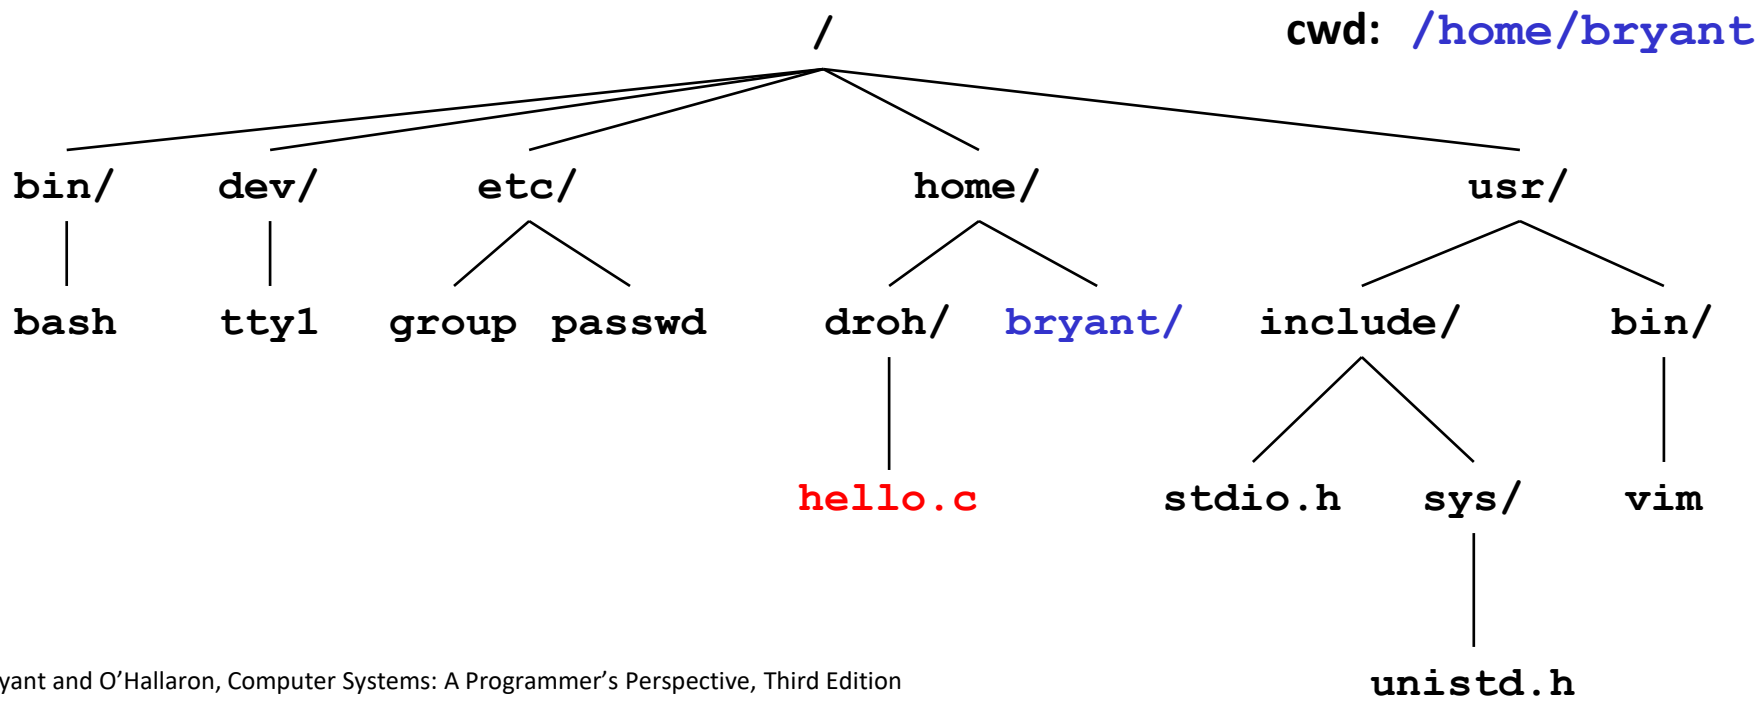 /
cwd: /home/bryant
bin/ dev/ etc/ home/ usr/
bash tty1 group passwd droh/ bryant/ include/ bin/
hello.c stdio.h sys/ vim
unistd.h
and O’Hallaron, Computer Systems: A Programmer’s Perspective, Third Edition